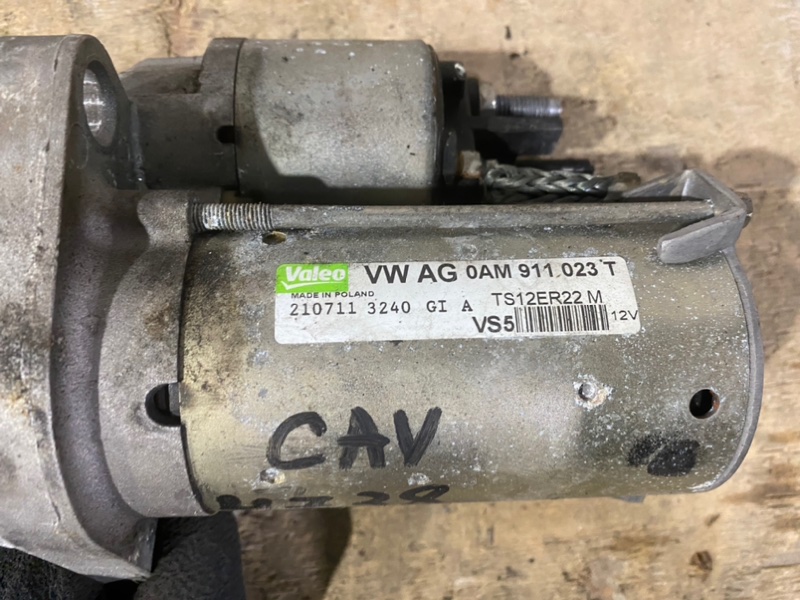 Valeo VW AG 0AM 911 023 T
MADE IN POLAND
210711 3240 GI A TS12ER22 M
VS5 12V
CAV